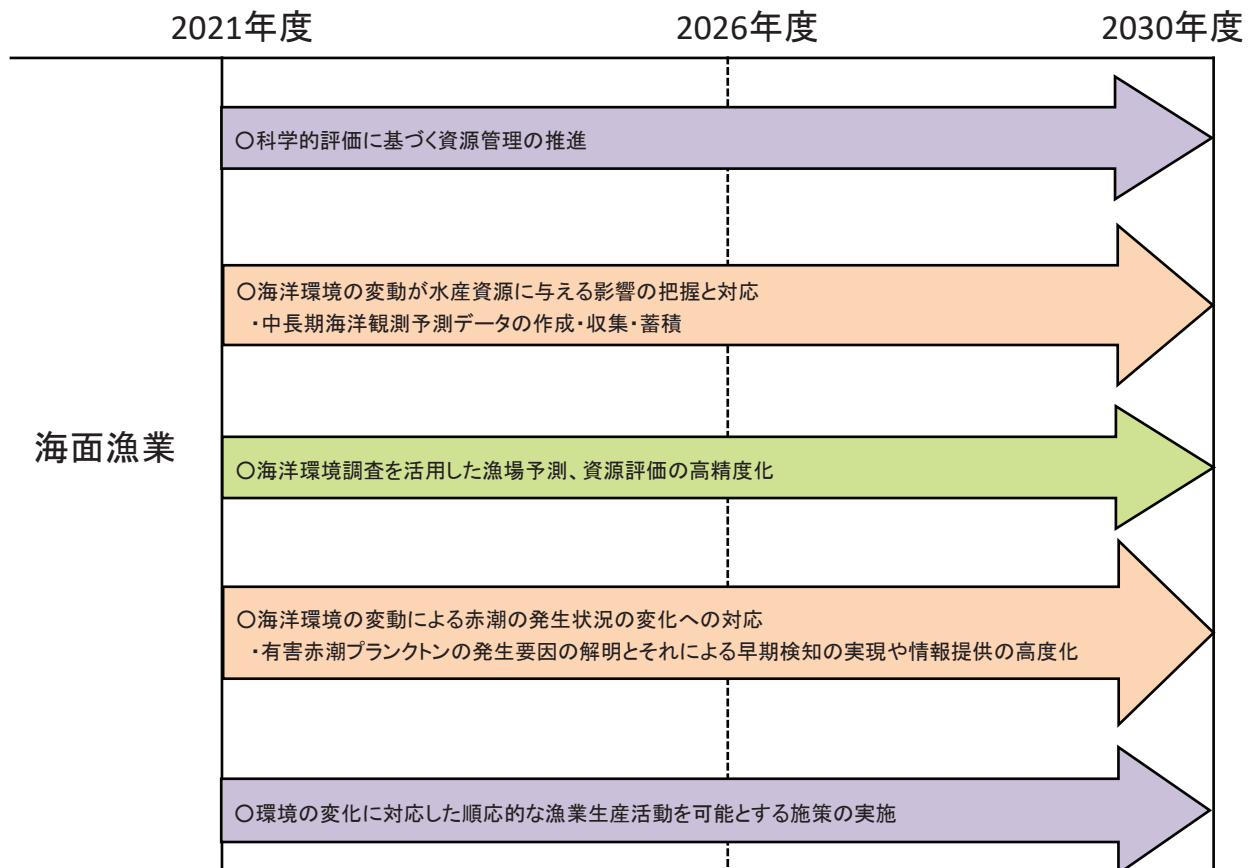 2021年度 2026年度 2030年度
○科学的評価に基づく資源管理の推進
○海洋環境の変動が水産資源に与える影響の把握と対応
・中長期海洋観測予測データの作成・収集・蓄積
海面漁業
○海洋環境調査を活用した漁場予測、資源評価の高精度化
○海洋環境の変動による赤潮の発生状況の変化への対応
・有害赤潮プランクトンの発生要因の解明とそれによる早期検知の実現や情報提供の高度化
○環境の変化に対応した順応的な漁業生産活動を可能とする施策の実施